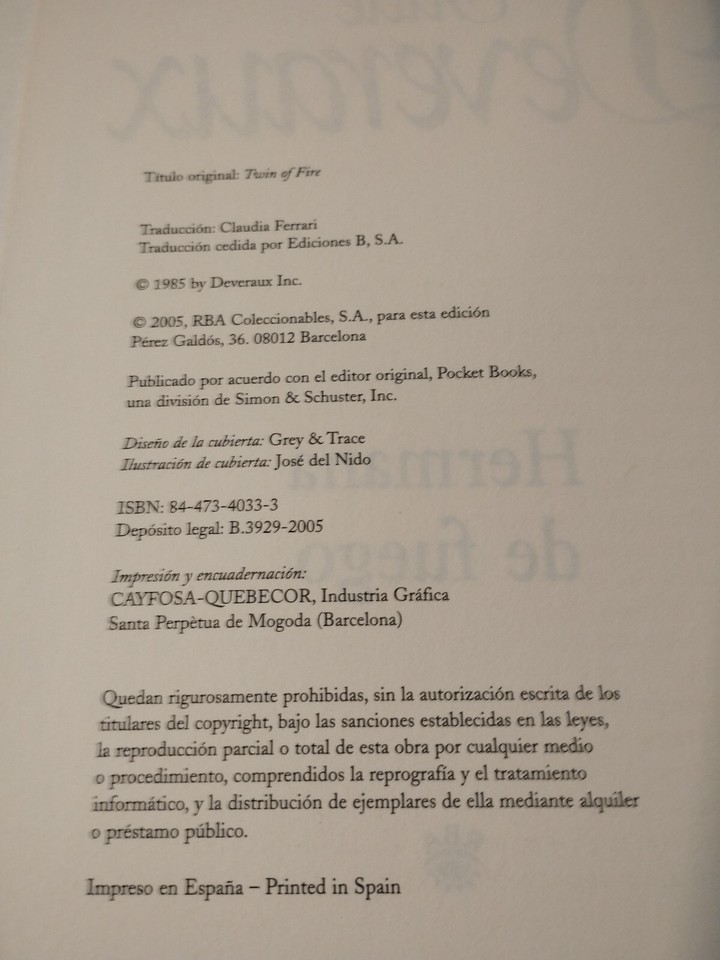 Título original: Twin of Fire
Traducción: Claudia Ferrari
Traducción cedida por Ediciones B, S.A.
© 1985 by Deveraux Inc.
© 2005, RBA Coleccionables, S.A., para esta edición
Pérez Galdós, 36. 08012 Barcelona
Publicado por acuerdo con el editor original, Pocket Books,
una división de Simon & Schuster, Inc.
Diseño de la cubierta: Grey & Trace
Ilustración de cubierta: José del Nido
ISBN: 84-473-4033-3
Depósito legal: B.3929-2005
Impresión y encuadernación:
CAYFOSA-QUEBECOR, Industria Gráfica
Santa Perpètua de Mogoda (Barcelona)
Quedan rigurosamente prohibidas, sin la autorización escrita de los
titulares del copyright, bajo las sanciones establecidas en las leyes,
la reproducción parcial o total de esta obra por cualquier medio
o procedimiento, comprendidos la reprografía y el tratamiento
informático, y la distribución de ejemplares de ella mediante alquiler
o préstamo público.
Impreso en España – Printed in Spain
Deveraux
Hermana
de fuego